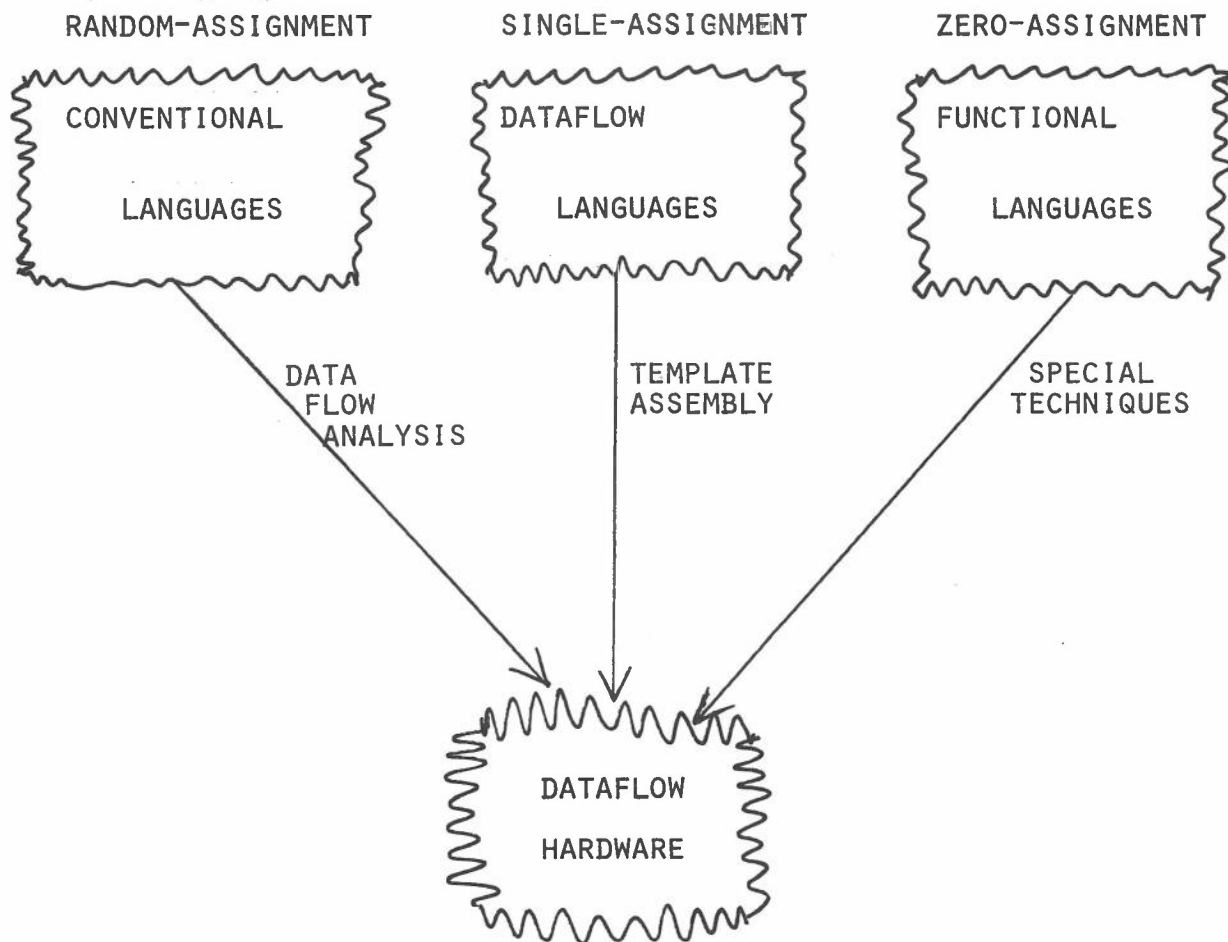 RANDOM-ASSIGNMENT
SINGLE-ASSIGNMENT
ZERO-ASSIGNMENT
CONVENTIONAL
LANGUAGES
DATAFLOW
LANGUAGES
FUNCTIONAL
LANGUAGES
DATA
FLOW
ANALYSIS
TEMPLATE
ASSEMBLY
SPECIAL
TECHNIQUES
DATAFLOW
HARDWARE